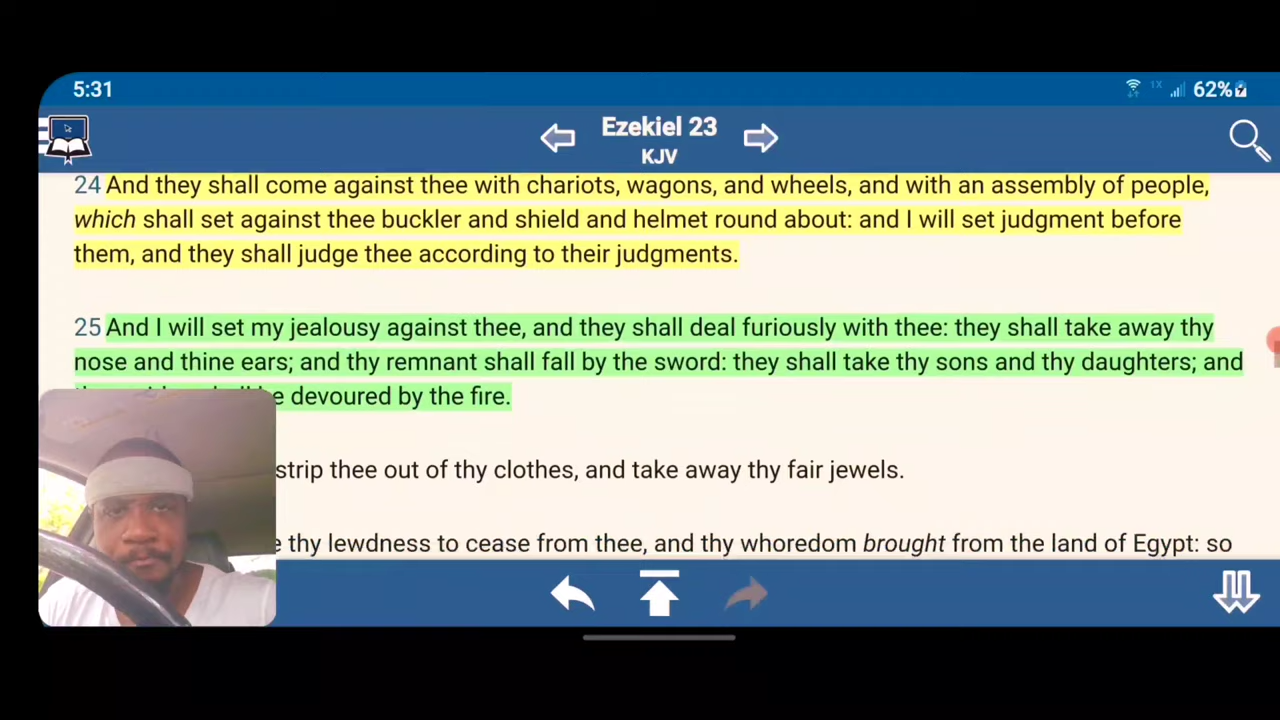 5:31
1X
62%
Ezekiel 23
KJV
24 And they shall come against thee with chariots, wagons, and wheels, and with an assembly of people,
which shall set against thee buckler and shield and helmet round about: and I will set judgment before
them, and they shall judge thee according to their judgments.
25 And I will set my jealousy against thee, and they shall deal furiously with thee: they shall take away thy
nose and thine ears; and thy remnant shall fall by the sword: they shall take thy sons and thy daughters; and
devoured by the fire.
strip thee out of thy clothes, and take away thy fair jewels.
thy lewdness to cease from thee, and thy whoredom brought from the land of Egypt: so